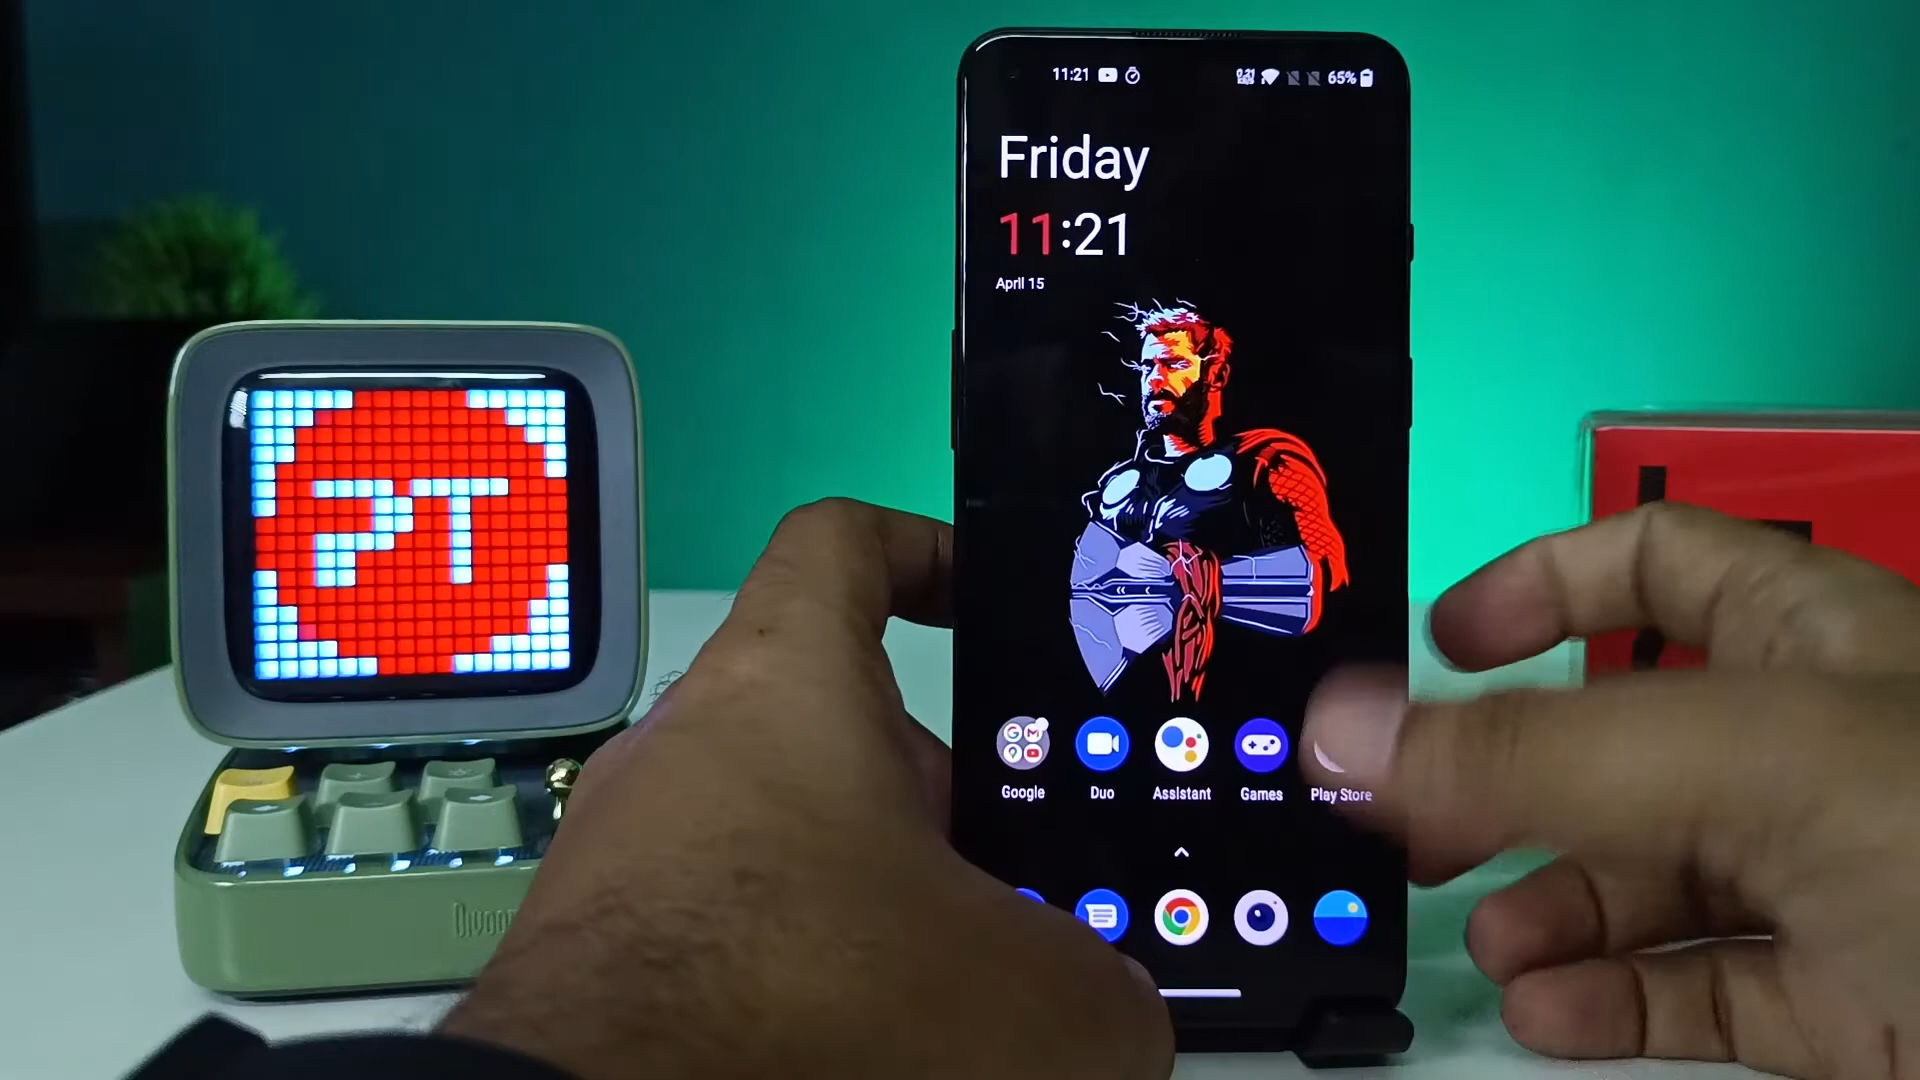 11:21
65%
Friday
11:21
April 15
Google
Duo
Assistant
Games
Play Store
PT